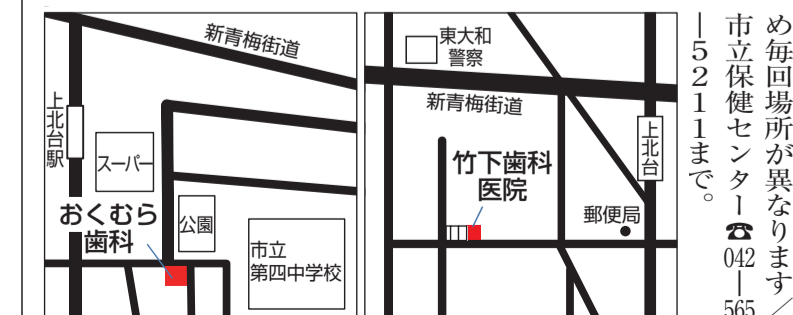 め毎回場所が異なります／
市立保健センター☎042―565
―5211まで。
東大和
警察
新青梅街道
上北台
竹下歯科
医院
郵便局
新青梅街道
上北台駅
スーパー
おくむら
歯科
公園
市立
第四中学校